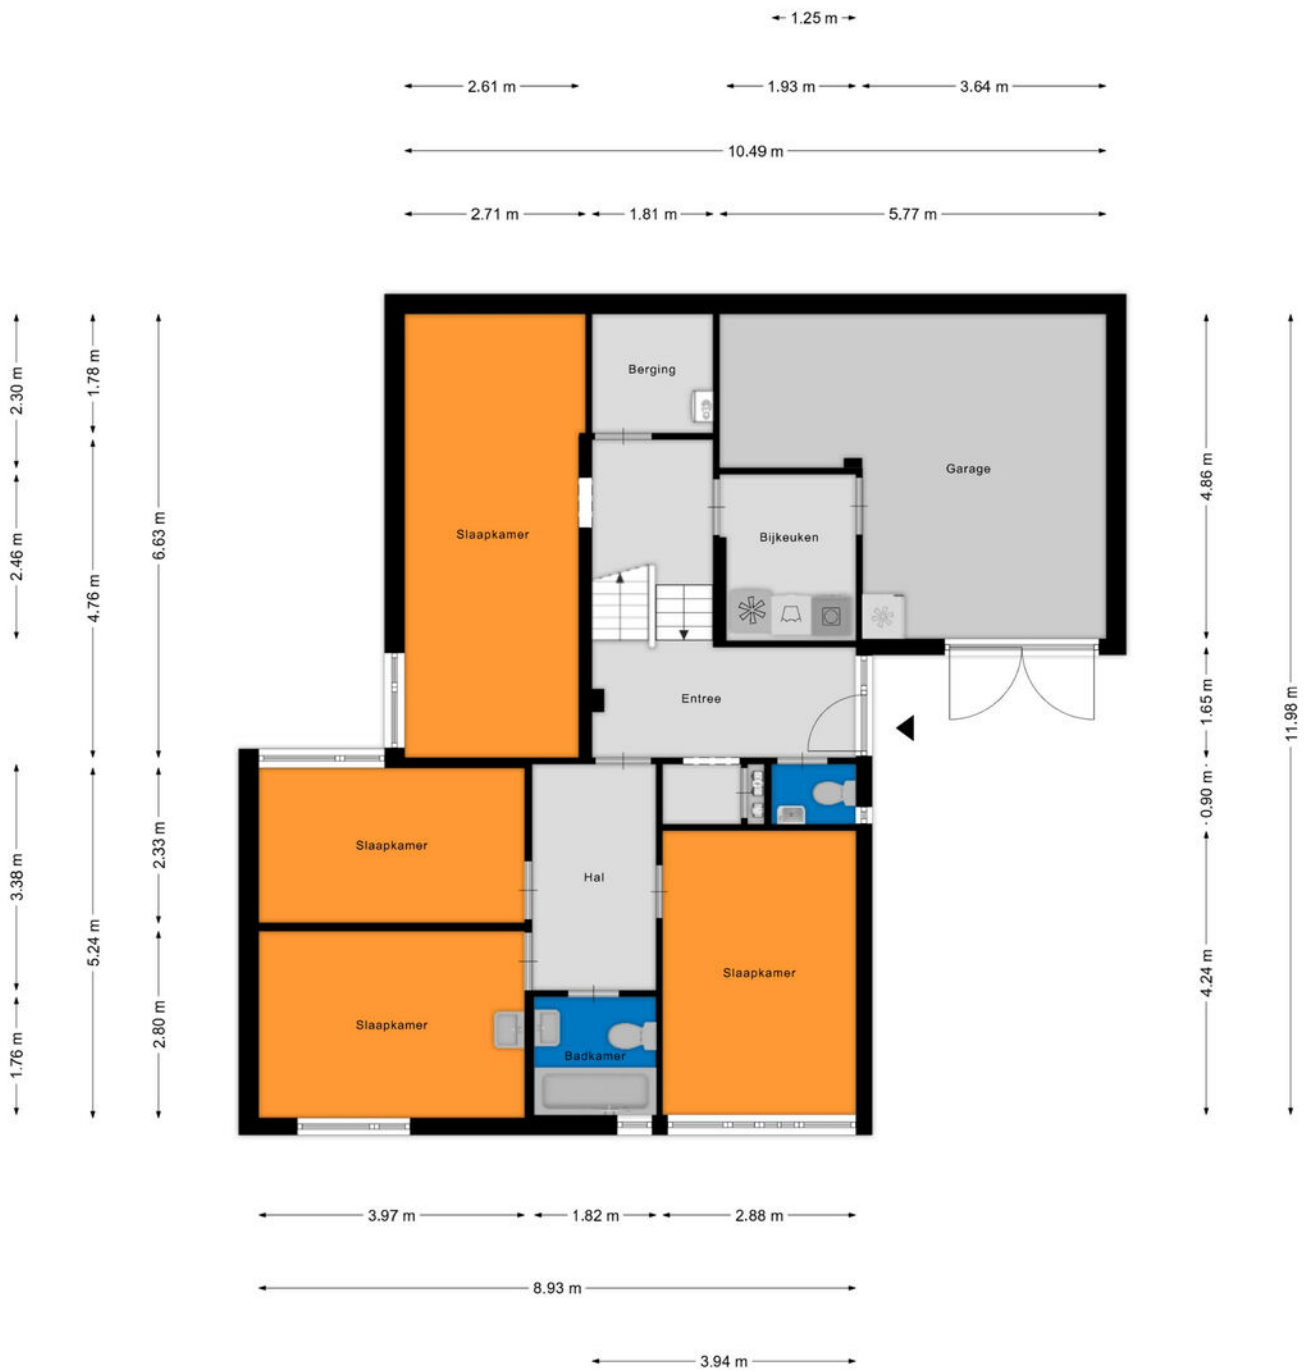 1.25 m
2.61 m
1.93 m
3.64 m
10.49 m
2.71 m
1.81 m
5.77 m
2.30 m
1.78 m
6.63 m
2.46 m
4.76 m
3.38 m
2.33 m
5.24 m
1.76 m
2.80 m
Berging
Garage
Slaapkamer
Bijkeuken
Entree
Slaapkamer
Hal
Slaapkamer
Slaapkamer
Badkamer
4.86 m
1.65 m
0.90 m
4.24 m
11.98 m
3.97 m
1.82 m
2.88 m
8.93 m
3.94 m